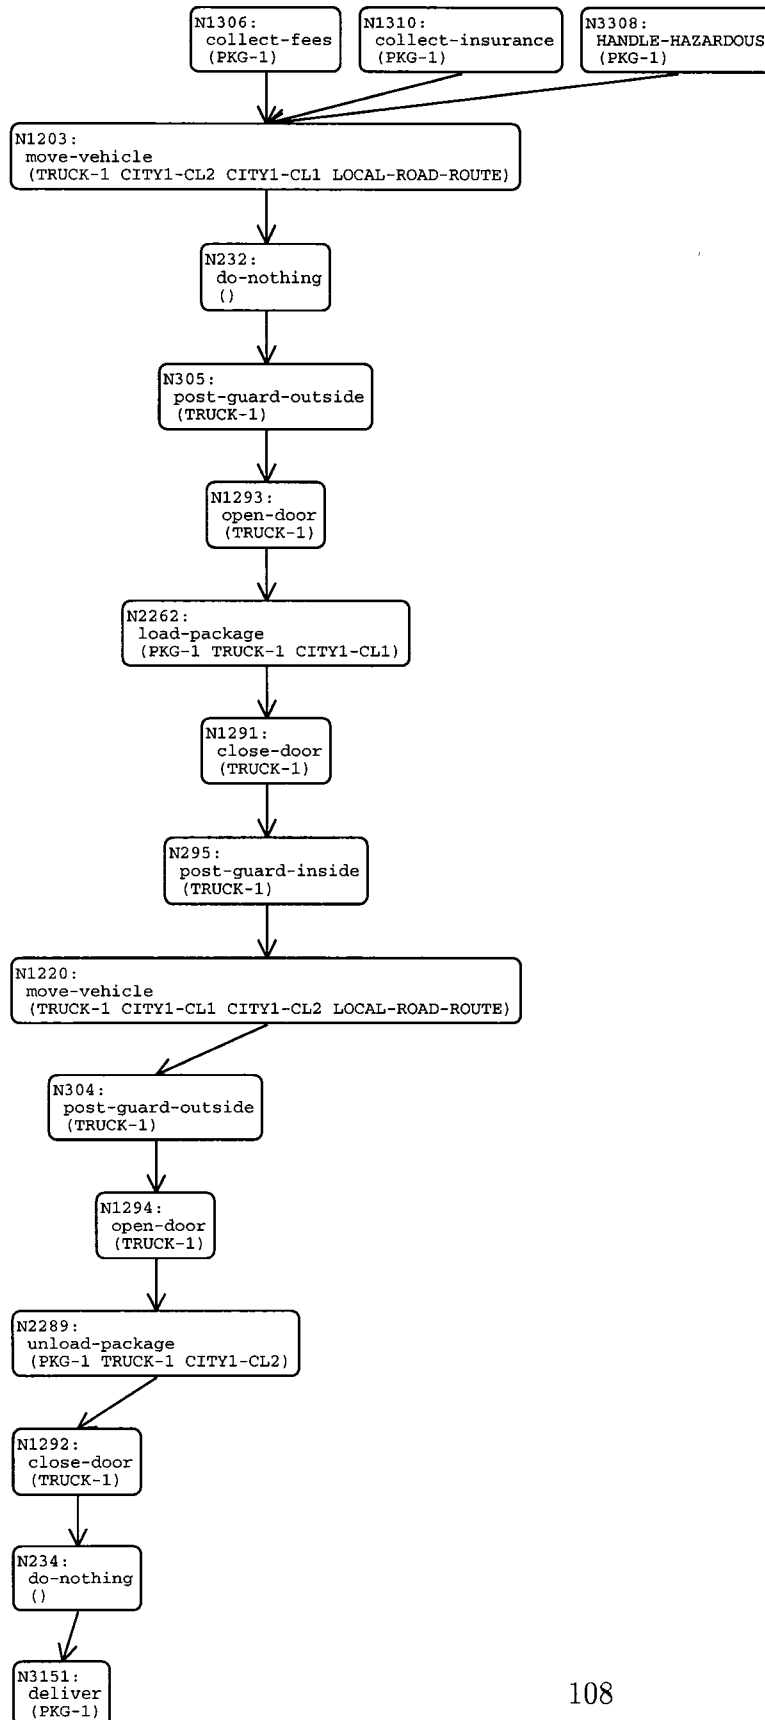 N1306:
collect-fees
(PKG-1)
N1310:
collect-insurance
(PKG-1)
N3308:
HANDLE-HAZARDOUS
(PKG-1)
N1203:
move-vehicle
(TRUCK-1 CITY1-CL2 CITY1-CL1 LOCAL-ROAD-ROUTE)
N232:
do-nothing
()
N305:
post-guard-outside
(TRUCK-1)
N1293:
open-door
(TRUCK-1)
N2262:
load-package
(PKG-1 TRUCK-1 CITY1-CL1)
N1291:
close-door
(TRUCK-1)
N295:
post-guard-inside
(TRUCK-1)
N1220:
move-vehicle
(TRUCK-1 CITY1-CL1 CITY1-CL2 LOCAL-ROAD-ROUTE)
N304:
post-guard-outside
(TRUCK-1)
N1294:
open-door
(TRUCK-1)
N2289:
unload-package
(PKG-1 TRUCK-1 CITY1-CL2)
N1292:
close-door
(TRUCK-1)
N234:
do-nothing
()
N3151:
deliver
(PKG-1)
108